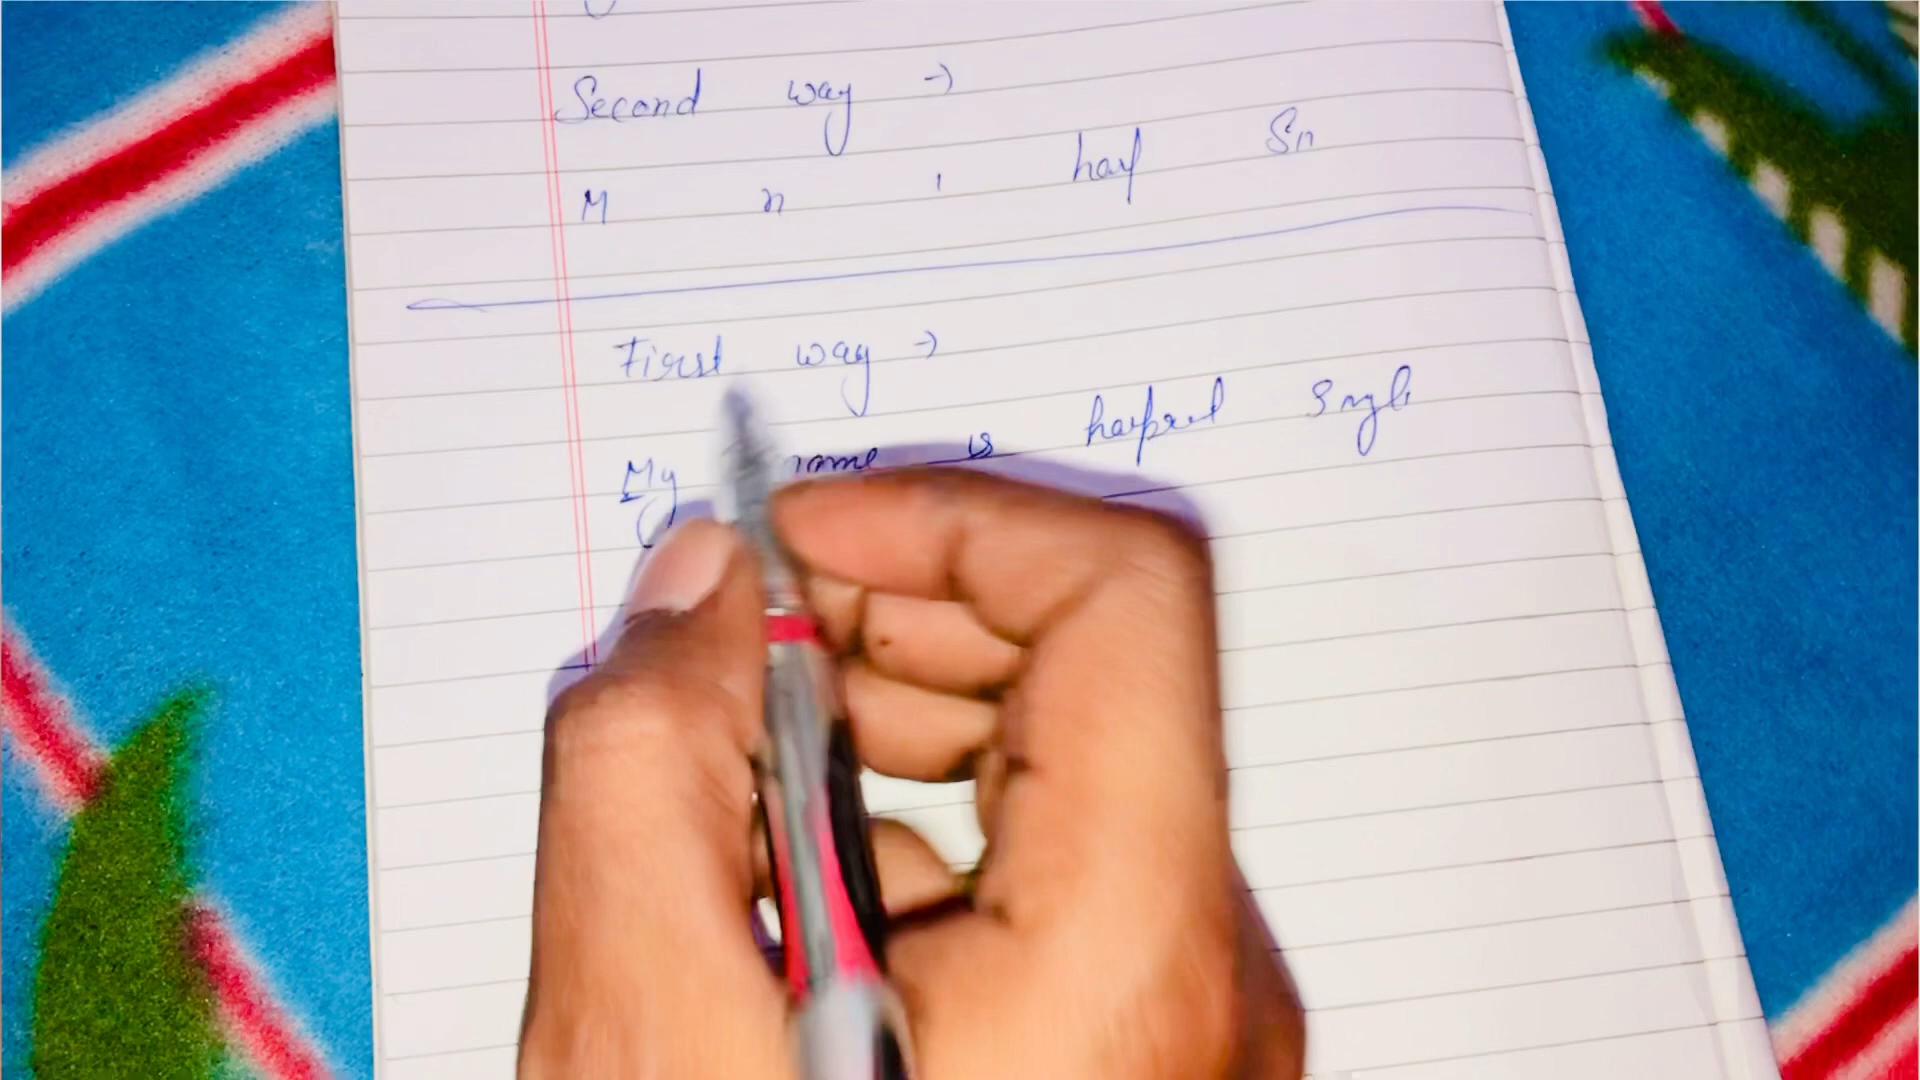 Second way →
M n ı harf Sn
First way →
My name is harpreet Singh